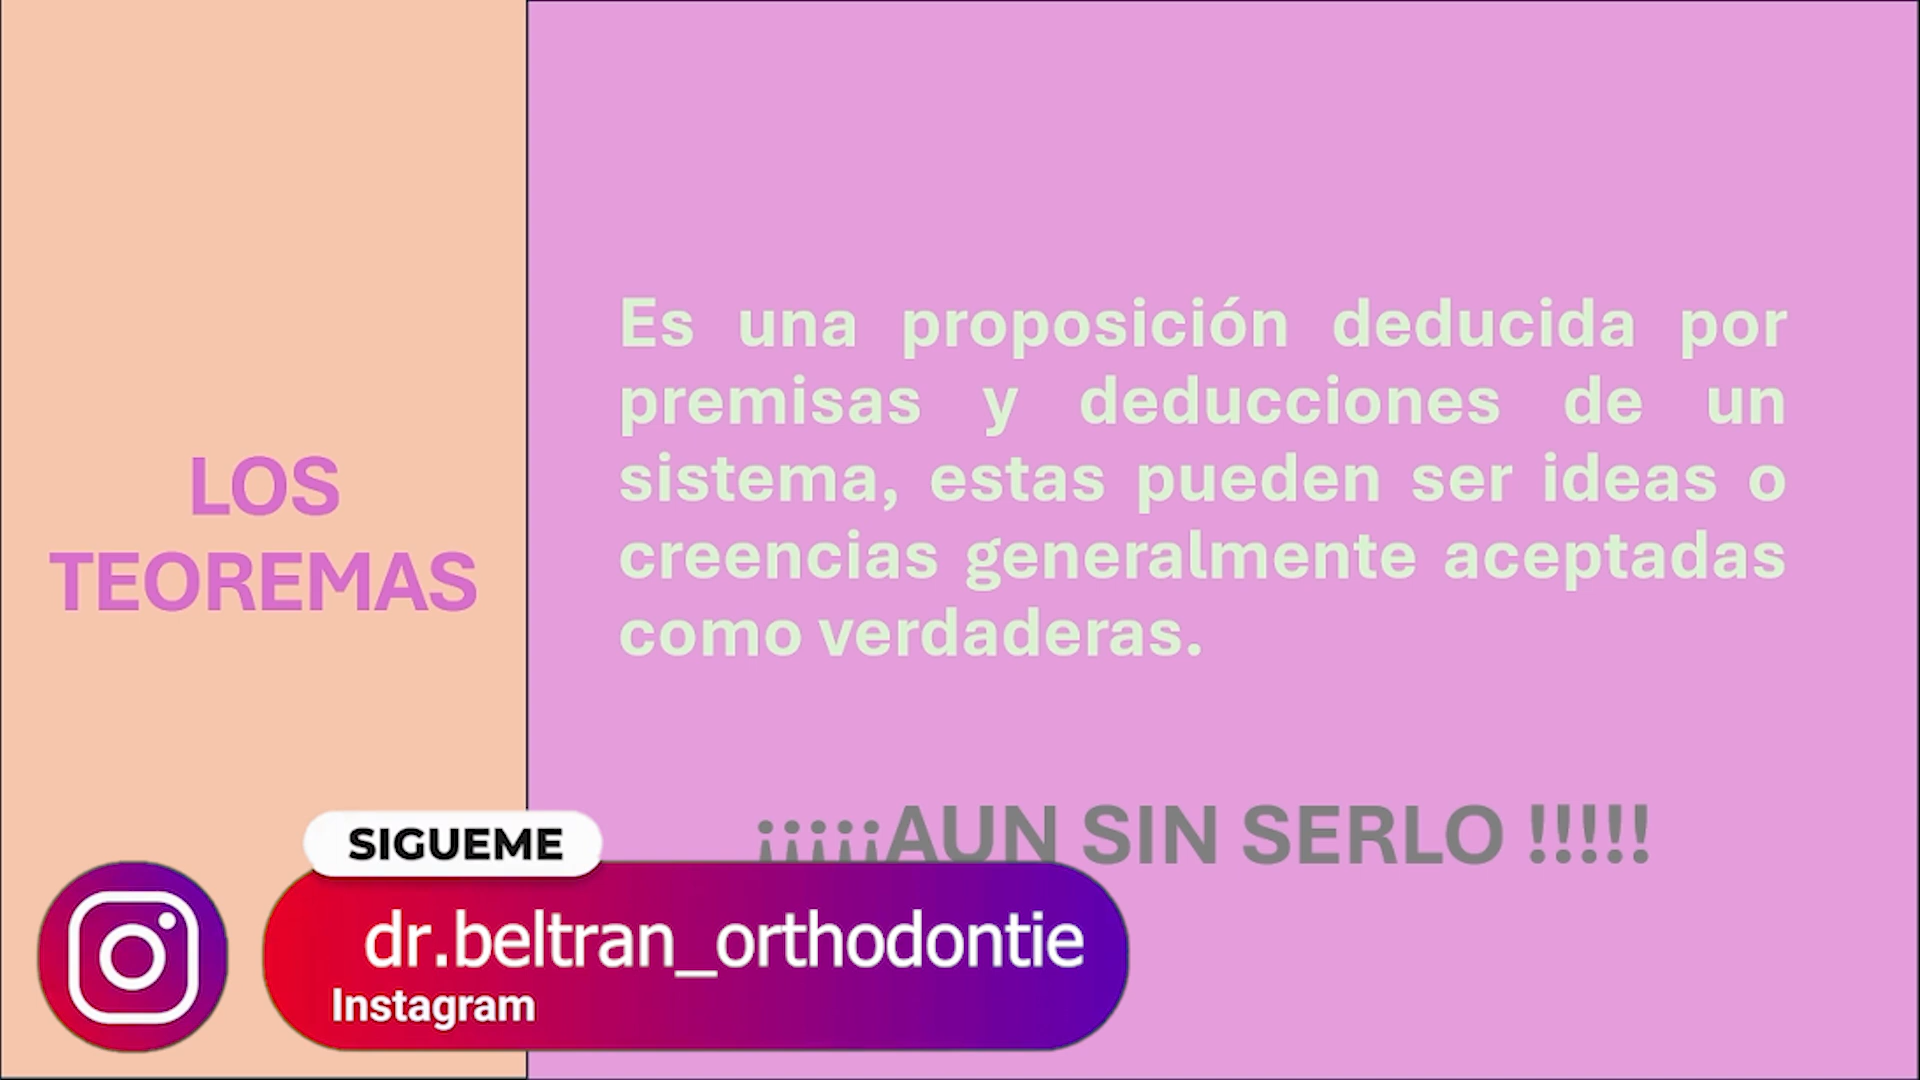 LOS
TEOREMAS
Es una proposición deducida por
premisas y deducciones de un
sistema, estas pueden ser ideas o
creencias generalmente aceptadas
como verdaderas.
¡¡¡¡¡AUN SIN SERLO !!!!!
SIGUEME
dr.beltran_orthodontie
Instagram